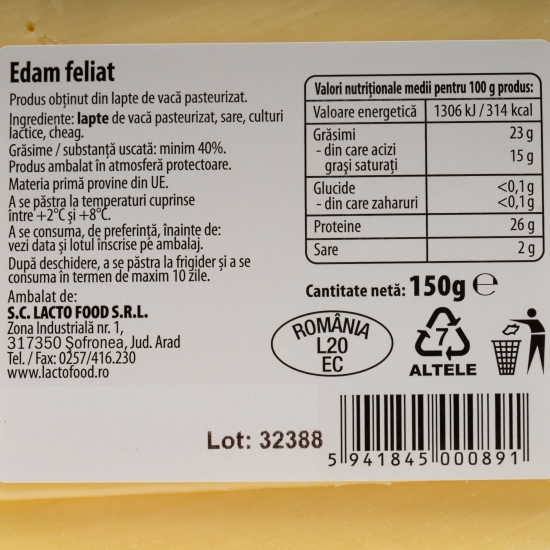 Edam feliat
Produs obținut din lapte de vacă pasteurizat.
Ingrediente: lapte de vacă pasteurizat, sare, culturi
lactice, cheag.
Grăsime / substanță uscată: minim 40%.
Produs ambalat în atmosferă protectoare.
Materia primă provine din UE.
A se păstra la temperaturi cuprinse
între +2°C și +8°C.
A se consuma, de preferință, înainte de:
vezi data și lotul înscrise pe ambalaj.
După deschidere, a se păstra la frigider și a se
consuma în termen de maxim 10 zile.
Ambalat de:
S.C. LACTO FOOD S.R.L.
Zona Industrială nr. 1,
317350 Șofronea, Jud. Arad
Tel. / Fax: 0257/416.230
www.lactofood.ro
Valori nutriționale medii pentru 100 g produs:
Valoare energetică 1306 kJ / 314 kcal
Grăsimi 23 g
- din care acizi
grași saturați 15 g
Glucide <0,1 g
- din care zaharuri <0,1 g
Proteine 26 g
Sare 2 g
Cantitate netă: 150g ℮
ROMÂNIA
L20
EC
7
ALTELE
Lot: 32388
5 941845 000891